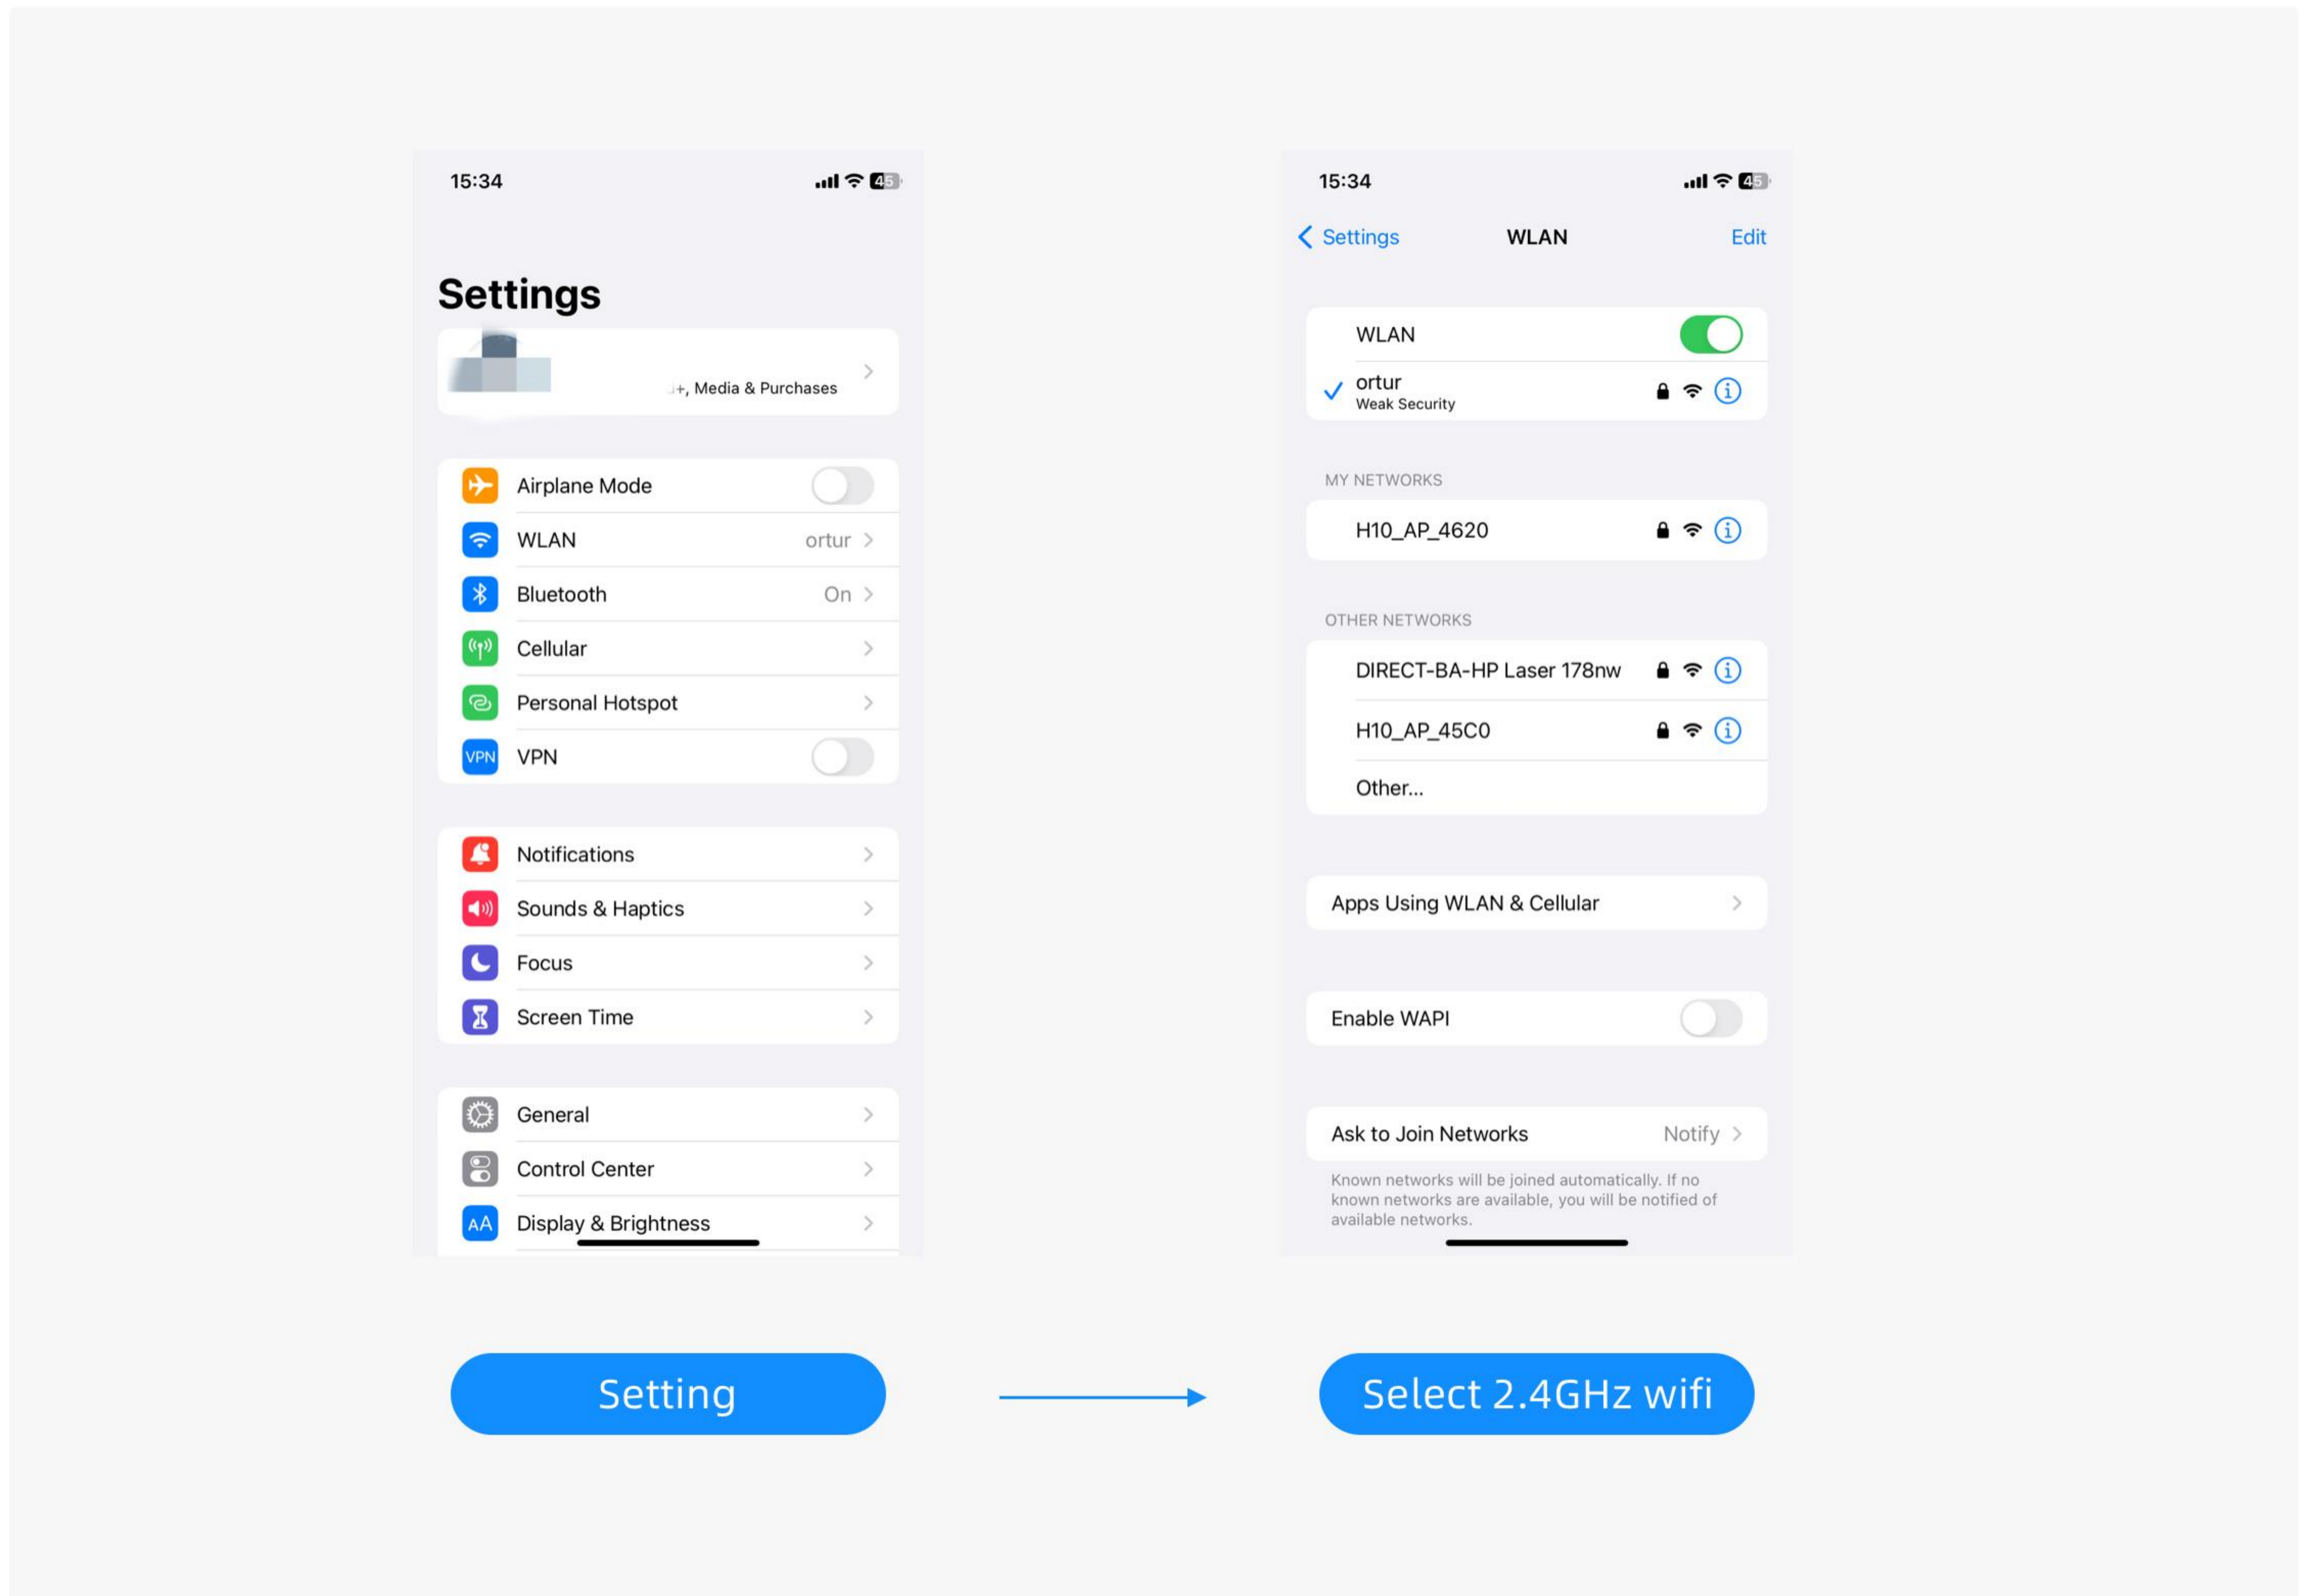 15:34
45
Settings
+, Media & Purchases
Airplane Mode
WLAN ortur
Bluetooth On
Cellular
Personal Hotspot
VPN VPN
Notifications
Sounds & Haptics
Focus
Screen Time
General
Control Center
AA Display & Brightness
Setting
15:34
45
Settings WLAN Edit
WLAN
ortur
Weak Security
MY NETWORKS
H10_AP_4620
OTHER NETWORKS
DIRECT-BA-HP Laser 178nw
H10_AP_45C0
Other...
Apps Using WLAN & Cellular
Enable WAPI
Ask to Join Networks Notify
Known networks will be joined automatically. If no
known networks are available, you will be notified of
available networks.
Select 2.4GHz wifi